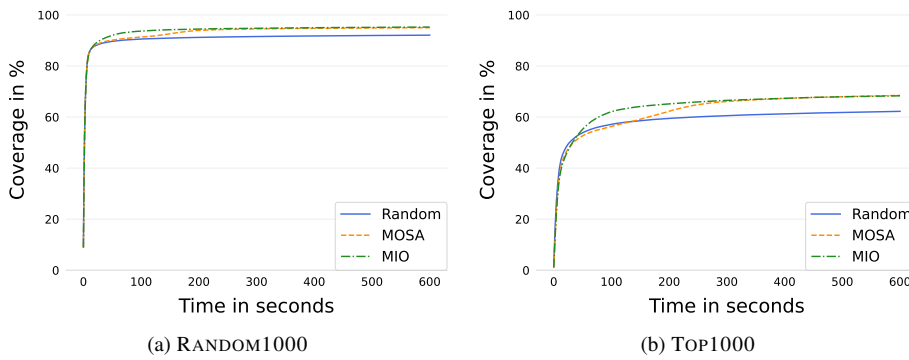 100
80
60
40
20
0
Coverage in %
0 100 200 300 400 500 600
Time in seconds
Random
MOSA
MIO
(a) RANDOM1000
100
80
60
40
20
0
Coverage in %
0 100 200 300 400 500 600
Time in seconds
Random
MOSA
MIO
(b) TOP1000